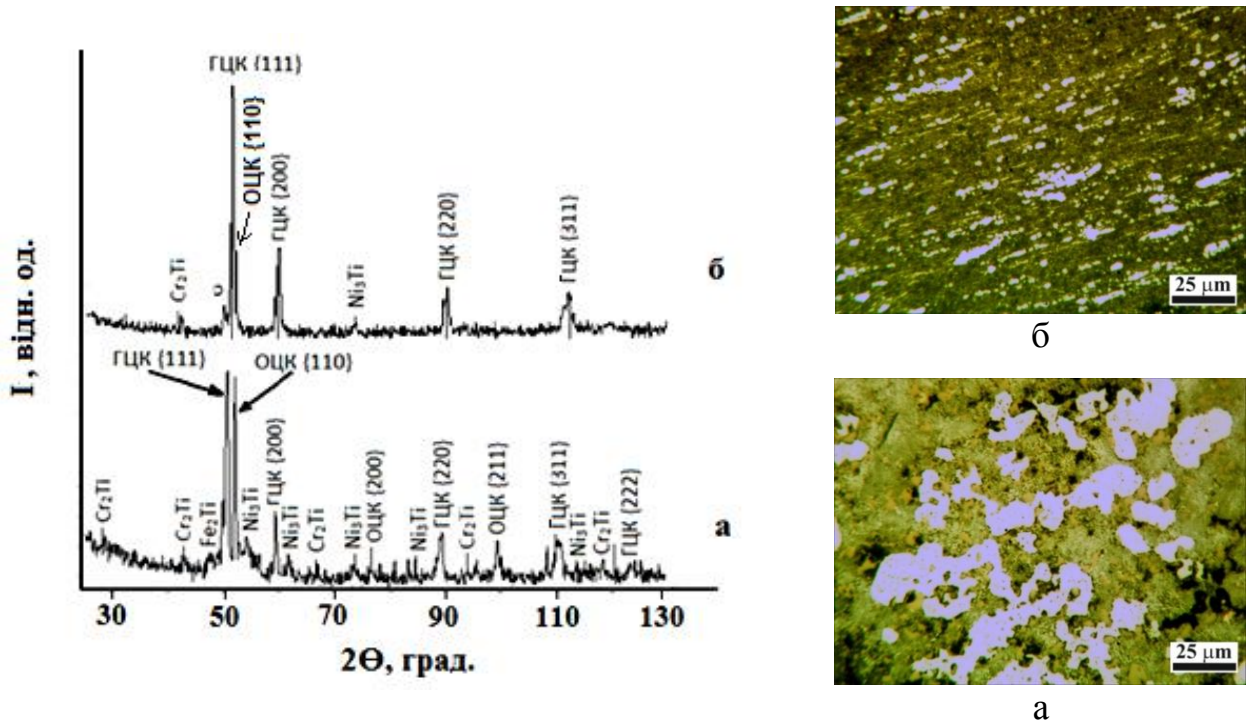 I, відн. од.
ГЦК {111}
ОЦК {110}
ГЦК {200}
Cr₂Ti
σ
Ni₃Ti
ГЦК {220}
ГЦК {311}
б
ГЦК {111}
ОЦК {110}
Cr₂Ti
Cr₂Ti
Fe₂Ti
Ni₃Ti
ГЦК {200}
Ni₃Ti
Cr₂Ti
Ni₃Ti
ОЦК {200}
Ni₃Ti
ГЦК {220}
Cr₂Ti
ОЦК {211}
ГЦК {311}
Ni₃Ti
Cr₂Ti
ГЦК {222}
а
30 50 70 90 110 130
2Θ, град.
25 μm
б
25 μm
а